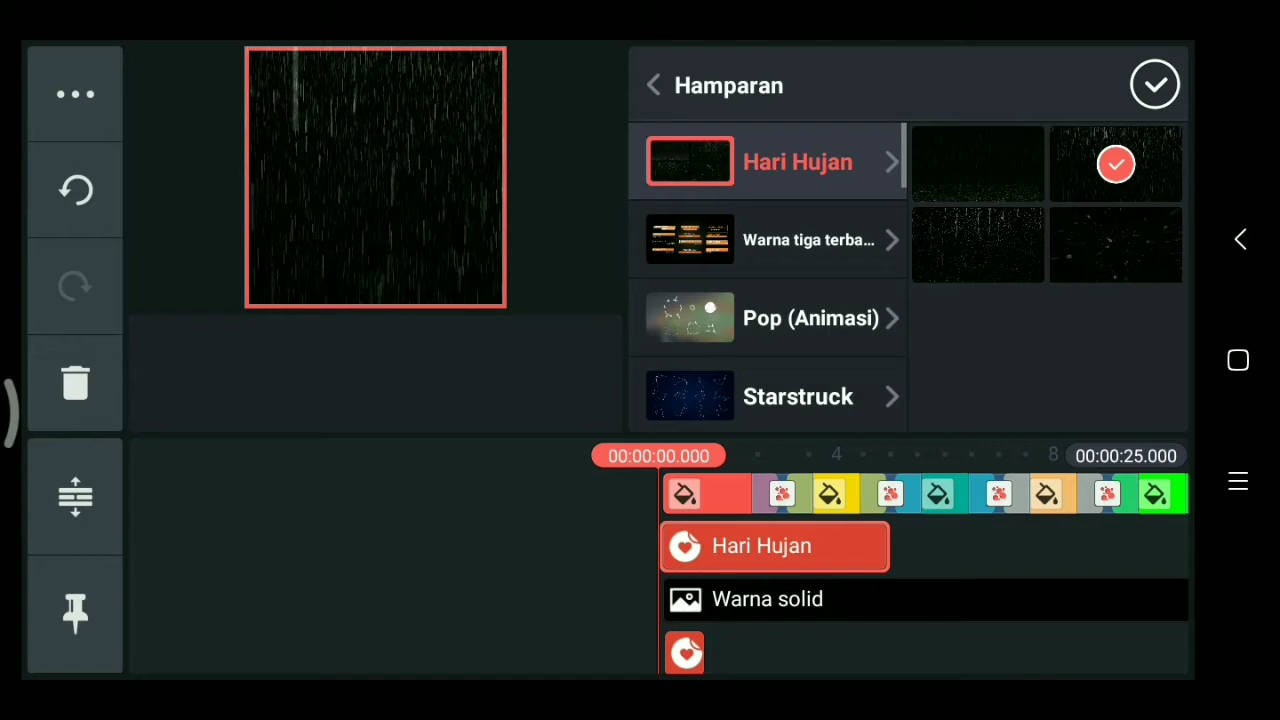 Hamparan
Hari Hujan
Warna tiga terba...
Pop (Animasi)
Starstruck
00:00:00.000
4
8
00:00:25.000
Hari Hujan
Warna solid